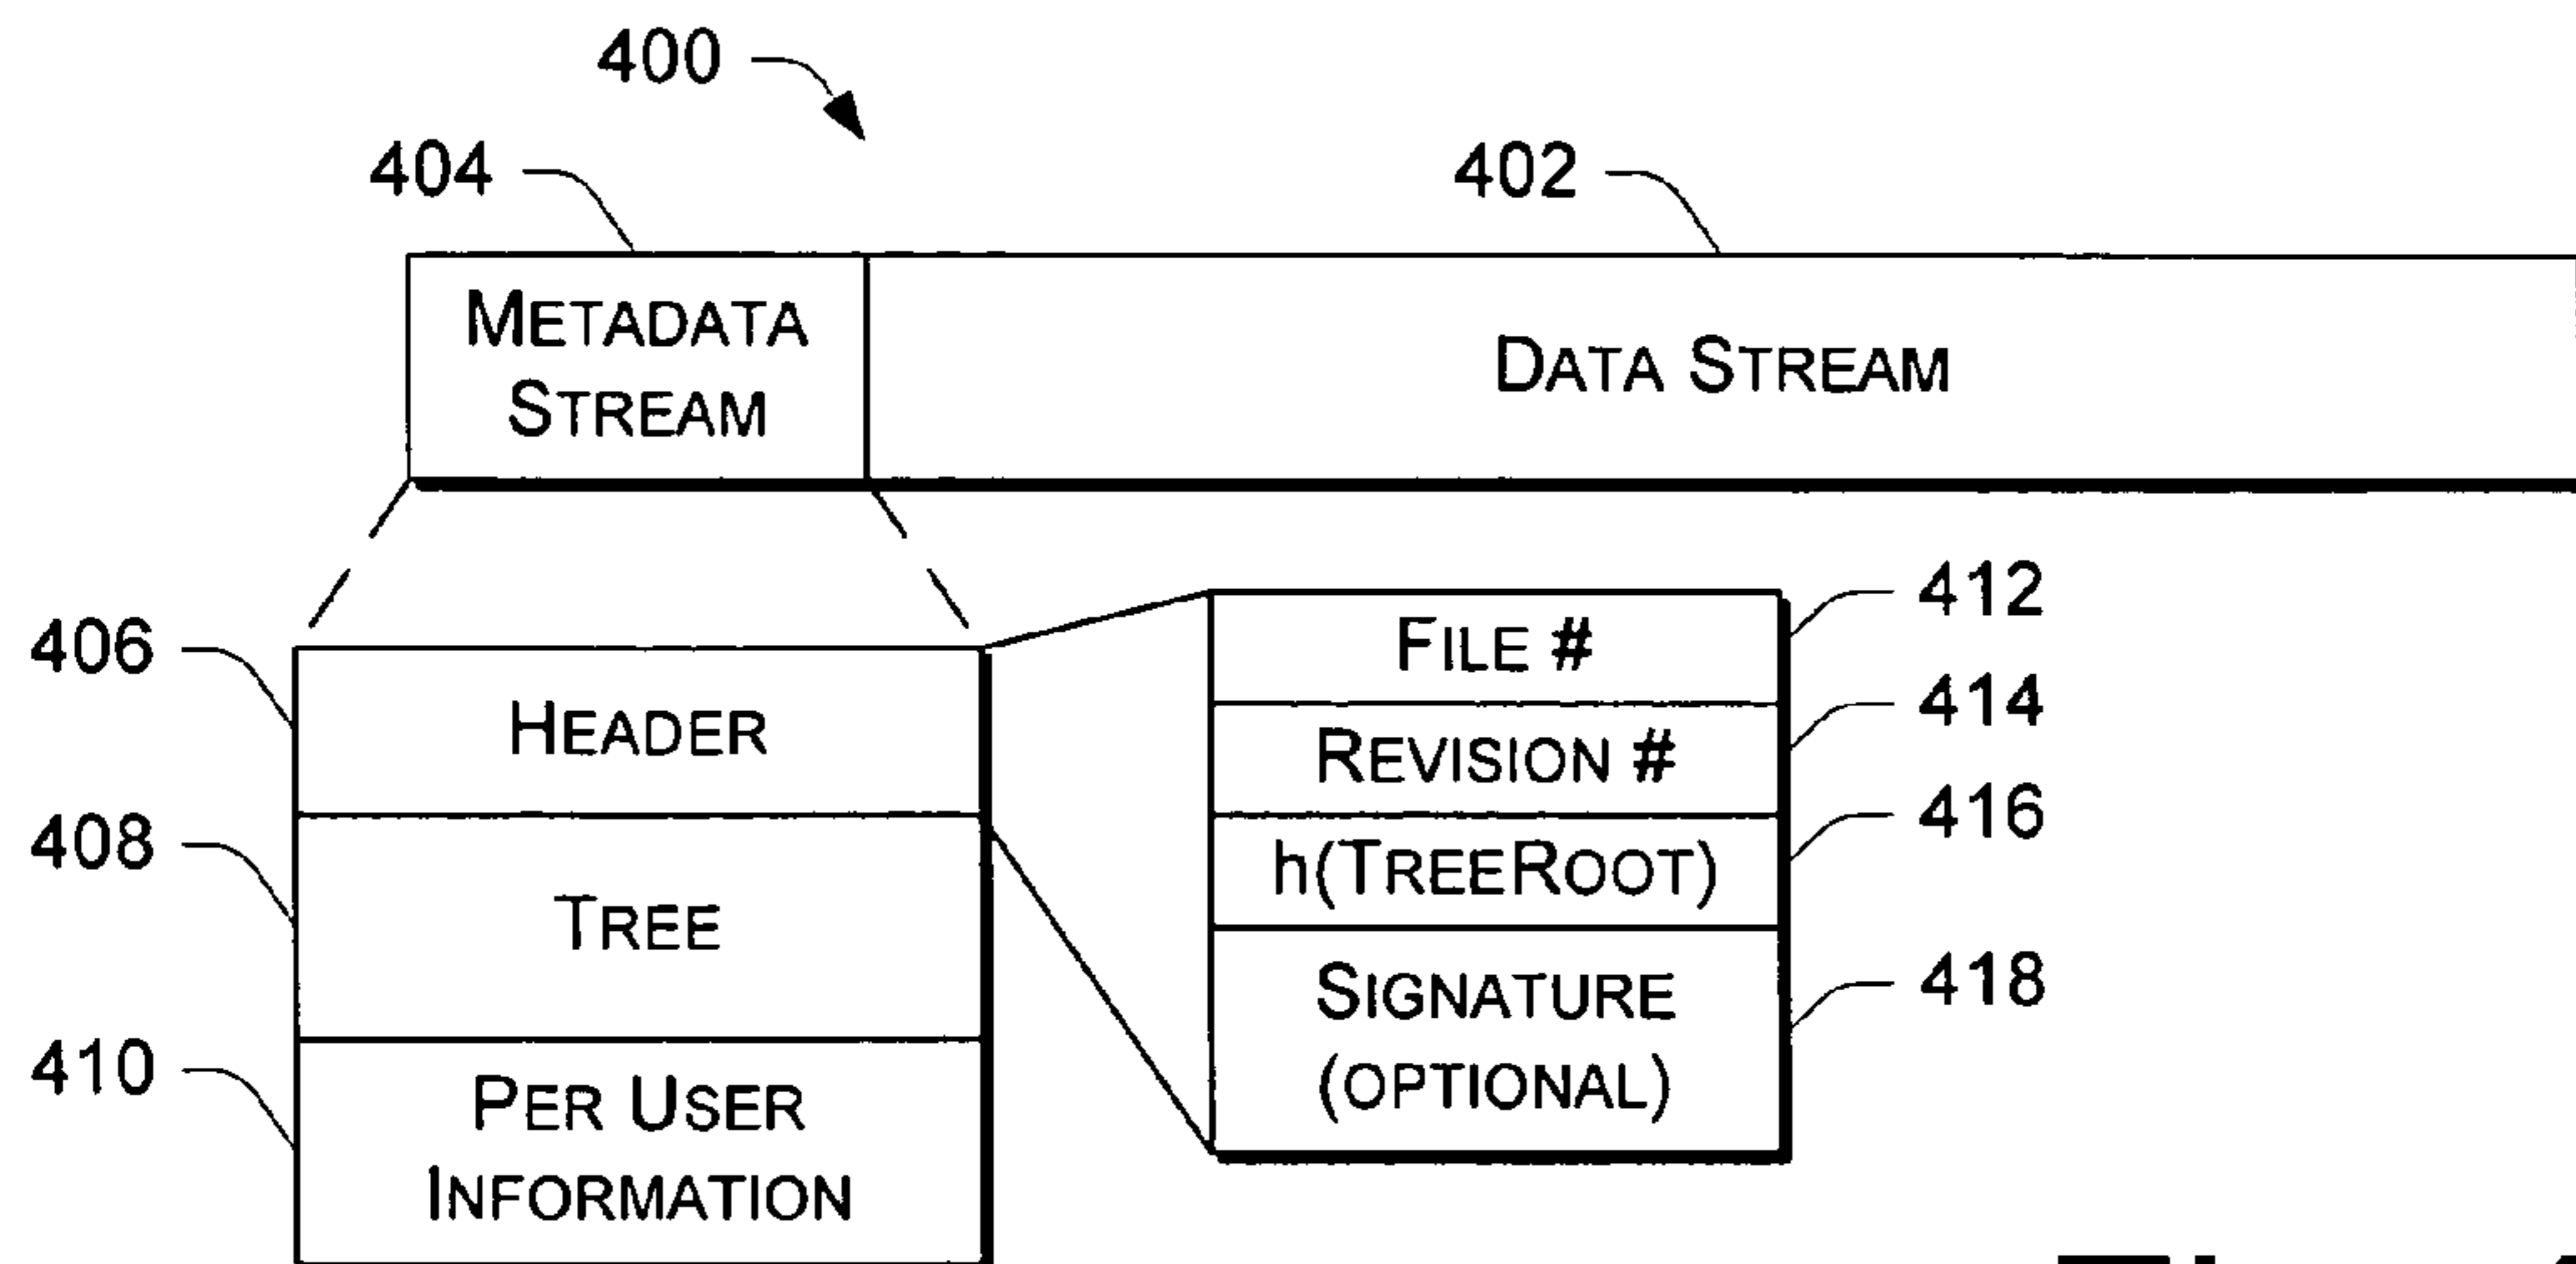 400
404
402
METADATA
STREAM
DATA STREAM
406
HEADER
408
TREE
410
PER USER
INFORMATION
FILE #
412
REVISION #
414
h(TREEROOT)
416
SIGNATURE
(OPTIONAL)
418